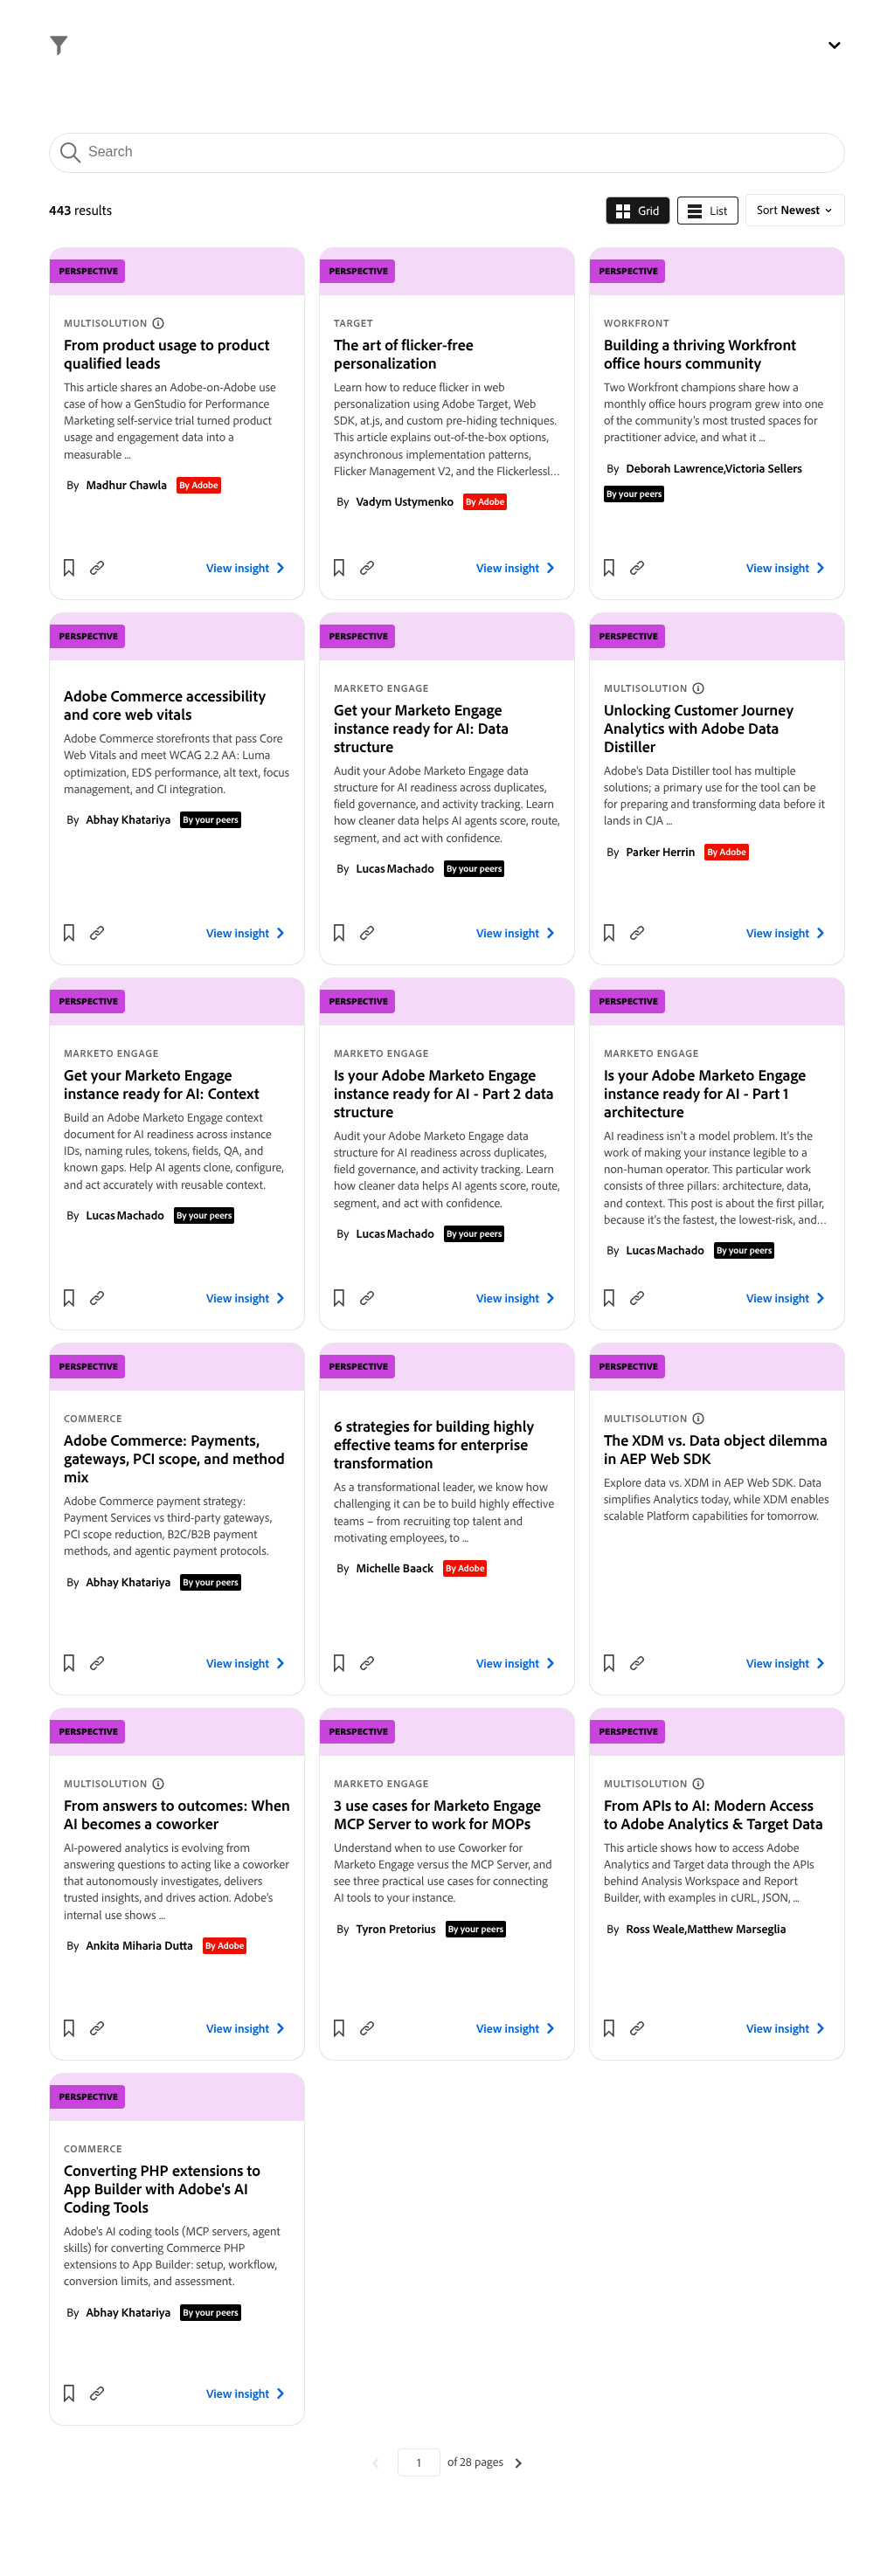 Search
443 results
Grid
List
Sort Newest
PERSPECTIVE
MULTISOLUTION
From product usage to product
qualified leads
This article shares an Adobe-on-Adobe use
case of how a GenStudio for Performance
Marketing self-service trial turned product
usage and engagement data into a
measurable ...
By Madhur Chawla By Adobe
View insight
PERSPECTIVE
TARGET
The art of flicker-free
personalization
Learn how to reduce flicker in web
personalization using Adobe Target, Web
SDK, at.js, and custom pre-hiding techniques.
This article explains out-of-the-box options,
asynchronous implementation patterns,
Flicker Management V2, and the Flickerlessl...
By Vadym Ustymenko By Adobe
View insight
PERSPECTIVE
WORKFRONT
Building a thriving Workfront
office hours community
Two Workfront champions share how a
monthly office hours program grew into one
of the community's most trusted spaces for
practitioner advice, and what it ...
By Deborah Lawrence,Victoria Sellers
By your peers
View insight
PERSPECTIVE
Adobe Commerce accessibility
and core web vitals
Adobe Commerce storefronts that pass Core
Web Vitals and meet WCAG 2.2 AA: Luma
optimization, EDS performance, alt text, focus
management, and CI integration.
By Abhay Khatariya By your peers
View insight
PERSPECTIVE
MARKETO ENGAGE
Get your Marketo Engage
instance ready for AI: Data
structure
Audit your Adobe Marketo Engage data
structure for AI readiness across duplicates,
field governance, and activity tracking. Learn
how cleaner data helps AI agents score, route,
segment, and act with confidence.
By Lucas Machado By your peers
View insight
PERSPECTIVE
MULTISOLUTION
Unlocking Customer Journey
Analytics with Adobe Data
Distiller
Adobe's Data Distiller tool has multiple
solutions; a primary use for the tool can be
for preparing and transforming data before it
lands in CJA ...
By Parker Herrin By Adobe
View insight
PERSPECTIVE
MARKETO ENGAGE
Get your Marketo Engage
instance ready for AI: Context
Build an Adobe Marketo Engage context
document for AI readiness across instance
IDs, naming rules, tokens, fields, QA, and
known gaps. Help AI agents clone, configure,
and act accurately with reusable context.
By Lucas Machado By your peers
View insight
PERSPECTIVE
MARKETO ENGAGE
Is your Adobe Marketo Engage
instance ready for AI - Part 2 data
structure
Audit your Adobe Marketo Engage data
structure for AI readiness across duplicates,
field governance, and activity tracking. Learn
how cleaner data helps AI agents score, route,
segment, and act with confidence.
By Lucas Machado By your peers
View insight
PERSPECTIVE
MARKETO ENGAGE
Is your Adobe Marketo Engage
instance ready for AI - Part 1
architecture
AI readiness isn't a model problem. It's the
work of making your instance legible to a
non-human operator. This particular work
consists of three pillars: architecture, data,
and context. This post is about the first pillar,
because it's the fastest, the lowest-risk, and...
By Lucas Machado By your peers
View insight
PERSPECTIVE
COMMERCE
Adobe Commerce: Payments,
gateways, PCI scope, and method
mix
Adobe Commerce payment strategy:
Payment Services vs third-party gateways,
PCI scope reduction, B2C/B2B payment
methods, and agentic payment protocols.
By Abhay Khatariya By your peers
View insight
PERSPECTIVE
6 strategies for building highly
effective teams for enterprise
transformation
As a transformational leader, we know how
challenging it can be to build highly effective
teams – from recruiting top talent and
motivating employees, to ...
By Michelle Baack By Adobe
View insight
PERSPECTIVE
MULTISOLUTION
The XDM vs. Data object dilemma
in AEP Web SDK
Explore data vs. XDM in AEP Web SDK. Data
simplifies Analytics today, while XDM enables
scalable Platform capabilities for tomorrow.
View insight
PERSPECTIVE
MULTISOLUTION
From answers to outcomes: When
AI becomes a coworker
AI-powered analytics is evolving from
answering questions to acting like a coworker
that autonomously investigates, delivers
trusted insights, and drives action. Adobe's
internal use shows ...
By Ankita Miharia Dutta By Adobe
View insight
PERSPECTIVE
MARKETO ENGAGE
3 use cases for Marketo Engage
MCP Server to work for MOPs
Understand when to use Coworker for
Marketo Engage versus the MCP Server, and
see three practical use cases for connecting
AI tools to your instance.
By Tyron Pretorius By your peers
View insight
PERSPECTIVE
MULTISOLUTION
From APIs to AI: Modern Access
to Adobe Analytics & Target Data
This article shows how to access Adobe
Analytics and Target data through the APIs
behind Analysis Workspace and Report
Builder, with examples in cURL, JSON, ...
By Ross Weale,Matthew Marseglia
View insight
PERSPECTIVE
COMMERCE
Converting PHP extensions to
App Builder with Adobe's AI
Coding Tools
Adobe's AI coding tools (MCP servers, agent
skills) for converting Commerce PHP
extensions to App Builder: setup, workflow,
conversion limits, and assessment.
By Abhay Khatariya By your peers
View insight
1 of 28 pages